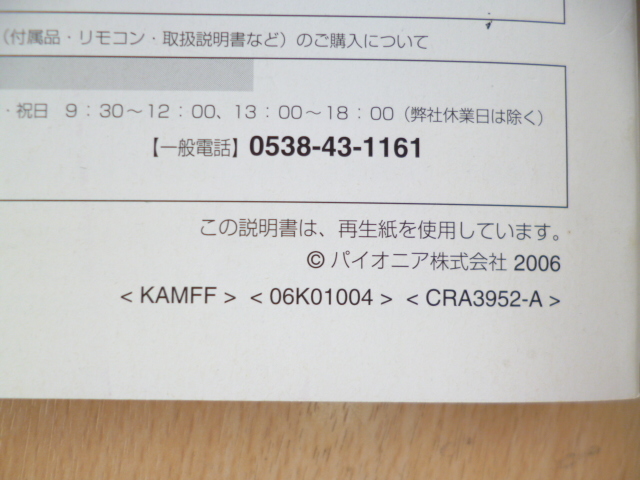 （付属品・リモコン・取扱説明書など）のご購入について
・祝日 9：30～12：00、13：00～18：00（弊社休業日は除く）
【一般電話】0538-43-1161
この説明書は、再生紙を使用しています。
© パイオニア株式会社 2006
< KAMFF > < 06K01004 > < CRA3952-A >